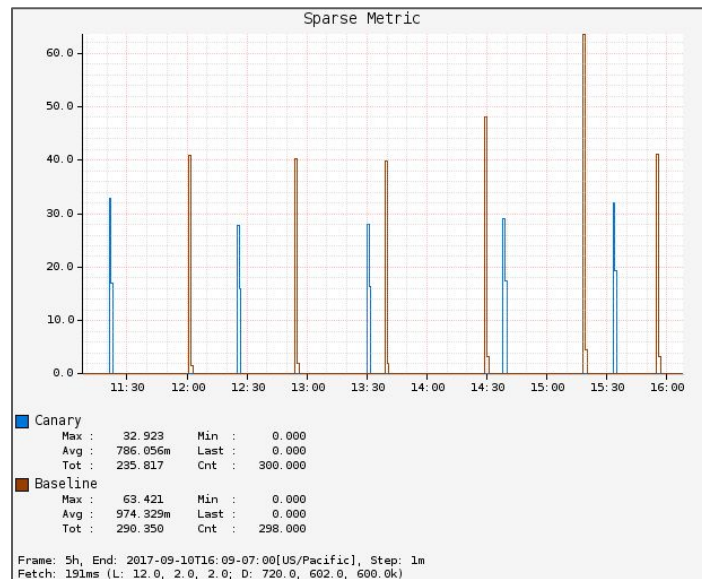 Sparse Metric
60.0
50.0
40.0
30.0
20.0
10.0
0.0
11:30 12:00 12:30 13:00 13:30 14:00 14:30 15:00 15:30 16:00
Canary
Max : 32.923 Min : 0.000
Avg : 786.056m Last : 0.000
Tot : 235.817 Cnt : 300.000
Baseline
Max : 63.421 Min : 0.000
Avg : 974.329m Last : 0.000
Tot : 290.350 Cnt : 298.000
Frame: 5h, End: 2017-09-10T16:09-07:00[US/Pacific], Step: 1m
Fetch: 191ms (L: 12.0, 2.0, 2.0; D: 720.0, 602.0, 600.0k)